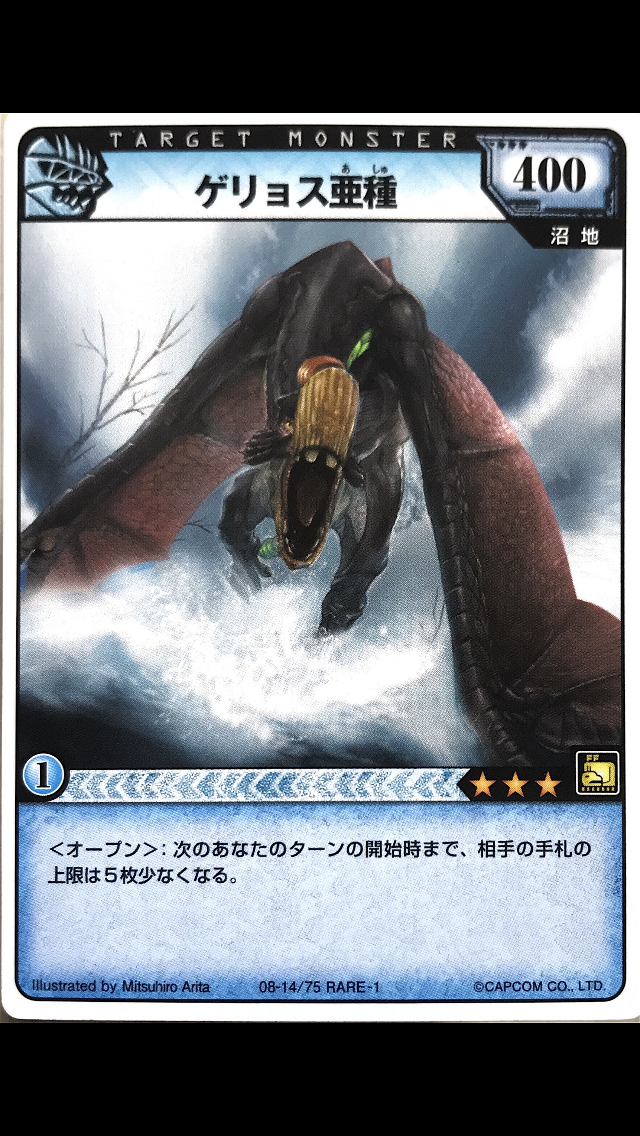 TARGET MONSTER
ゲリョス亜種
あ しゅ
400
沼地
1
FF
<オープン>：次のあなたのターンの開始時まで、相手の手札の
上限は５枚少なくなる。
Illustrated by Mitsuhiro Arita
08-14/75 RARE-1
©CAPCOM CO., LTD.